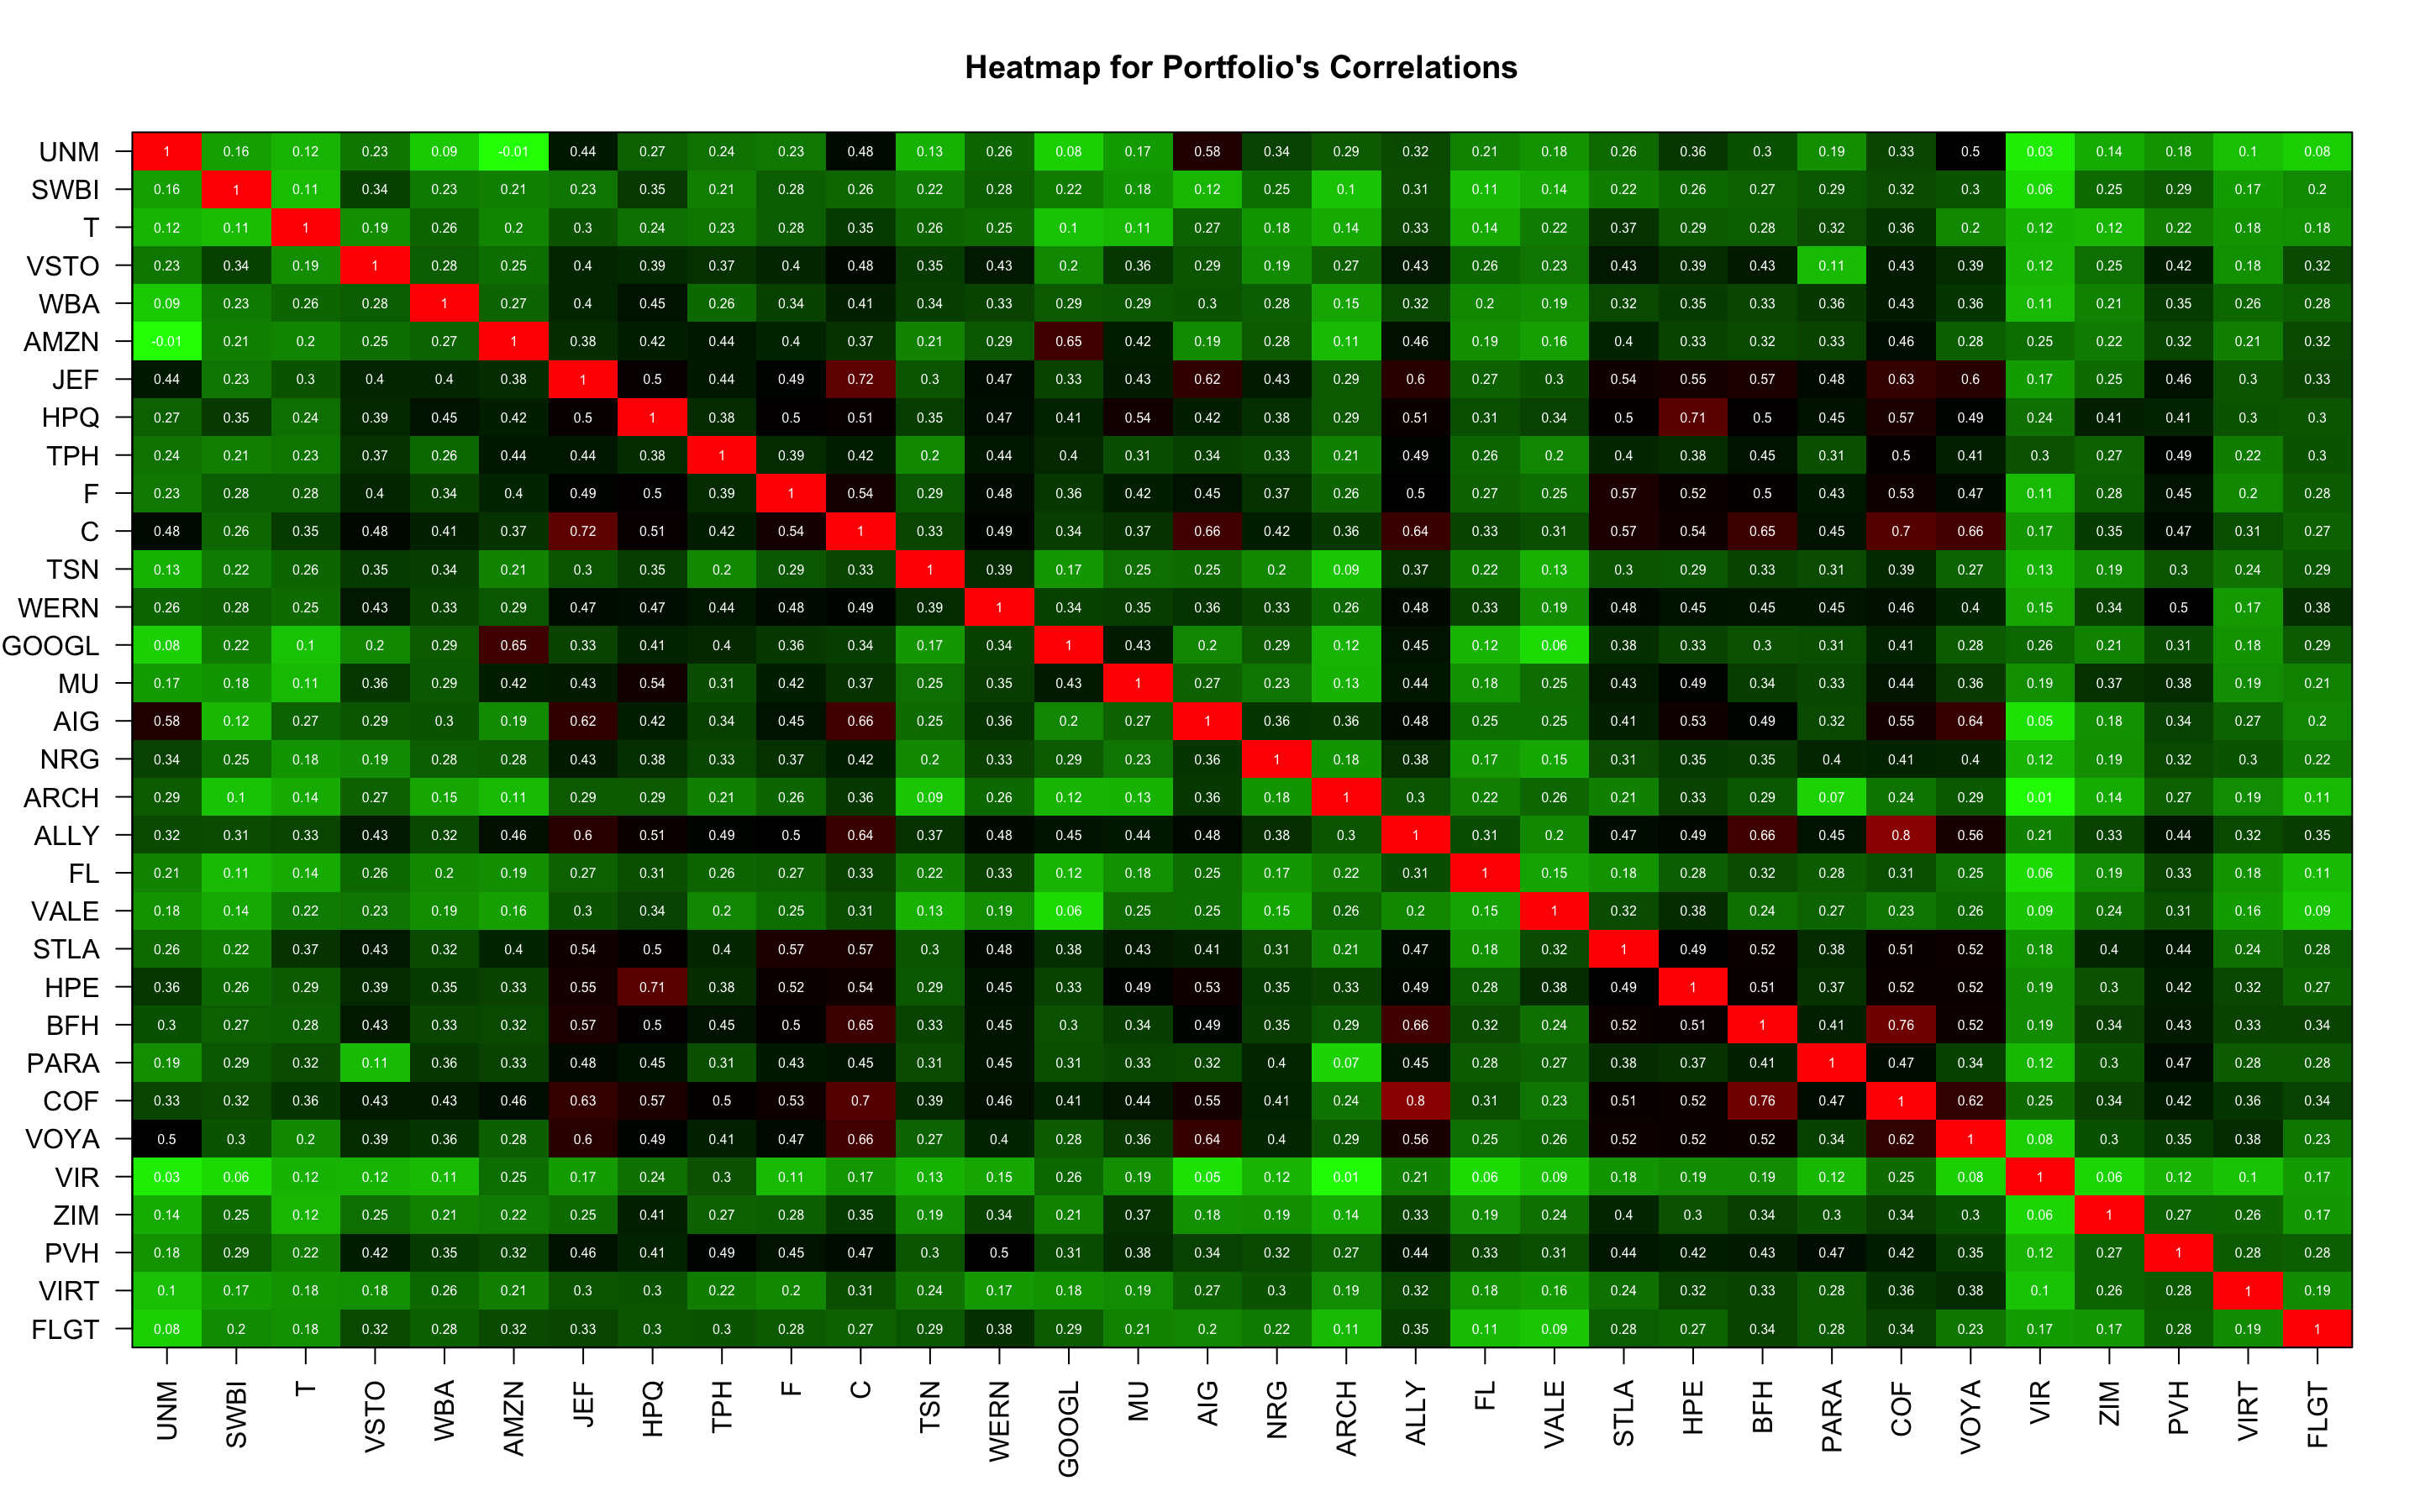 Heatmap for Portfolio's Correlations
UNM 1 0.16 0.12 0.23 0.09 -0.01 0.44 0.27 0.24 0.23 0.48 0.13 0.26 0.08 0.17 0.58 0.34 0.29 0.32 0.21 0.18 0.26 0.36 0.3 0.19 0.33 0.5 0.03 0.14 0.18 0.1 0.08
SWBI 0.16 1 0.11 0.34 0.23 0.21 0.23 0.35 0.21 0.28 0.26 0.22 0.28 0.22 0.18 0.12 0.25 0.1 0.31 0.11 0.14 0.22 0.26 0.27 0.29 0.32 0.3 0.06 0.25 0.29 0.17 0.2
T 0.12 0.11 1 0.19 0.26 0.2 0.3 0.24 0.23 0.28 0.35 0.26 0.25 0.1 0.11 0.27 0.18 0.14 0.33 0.14 0.22 0.37 0.29 0.28 0.32 0.36 0.2 0.12 0.12 0.22 0.18 0.18
VSTO 0.23 0.34 0.19 1 0.28 0.25 0.4 0.39 0.37 0.4 0.48 0.35 0.43 0.2 0.36 0.29 0.19 0.27 0.43 0.26 0.23 0.43 0.39 0.43 0.11 0.43 0.39 0.12 0.25 0.42 0.18 0.32
WBA 0.09 0.23 0.26 0.28 1 0.27 0.4 0.45 0.26 0.34 0.41 0.34 0.33 0.29 0.29 0.3 0.28 0.15 0.32 0.2 0.19 0.32 0.35 0.33 0.36 0.43 0.36 0.11 0.21 0.35 0.26 0.28
AMZN -0.01 0.21 0.2 0.25 0.27 1 0.38 0.42 0.44 0.4 0.37 0.21 0.29 0.65 0.42 0.19 0.28 0.11 0.46 0.19 0.16 0.4 0.33 0.32 0.33 0.46 0.28 0.25 0.22 0.32 0.21 0.32
JEF 0.44 0.23 0.3 0.4 0.4 0.38 1 0.5 0.44 0.49 0.72 0.3 0.47 0.33 0.43 0.62 0.43 0.29 0.6 0.27 0.3 0.54 0.55 0.57 0.48 0.63 0.6 0.17 0.25 0.46 0.3 0.33
HPQ 0.27 0.35 0.24 0.39 0.45 0.42 0.5 1 0.38 0.5 0.51 0.35 0.47 0.41 0.54 0.42 0.38 0.29 0.51 0.31 0.34 0.5 0.71 0.5 0.45 0.57 0.49 0.24 0.41 0.41 0.3 0.3
TPH 0.24 0.21 0.23 0.37 0.26 0.44 0.44 0.38 1 0.39 0.42 0.2 0.44 0.4 0.31 0.34 0.33 0.21 0.49 0.26 0.2 0.4 0.38 0.45 0.31 0.5 0.41 0.3 0.27 0.49 0.22 0.3
F 0.23 0.28 0.28 0.4 0.34 0.4 0.49 0.5 0.39 1 0.54 0.29 0.48 0.36 0.42 0.45 0.37 0.26 0.5 0.27 0.25 0.57 0.52 0.5 0.43 0.53 0.47 0.11 0.28 0.45 0.2 0.28
C 0.48 0.26 0.35 0.48 0.41 0.37 0.72 0.51 0.42 0.54 1 0.33 0.49 0.34 0.37 0.66 0.42 0.36 0.64 0.33 0.31 0.57 0.54 0.65 0.45 0.7 0.66 0.17 0.35 0.47 0.31 0.27
TSN 0.13 0.22 0.26 0.35 0.34 0.21 0.3 0.35 0.2 0.29 0.33 1 0.39 0.17 0.25 0.25 0.2 0.09 0.37 0.22 0.13 0.3 0.29 0.33 0.31 0.39 0.27 0.13 0.19 0.3 0.24 0.29
WERN 0.26 0.28 0.25 0.43 0.33 0.29 0.47 0.47 0.44 0.48 0.49 0.39 1 0.34 0.35 0.36 0.33 0.26 0.48 0.33 0.19 0.48 0.45 0.45 0.45 0.46 0.4 0.15 0.34 0.5 0.17 0.38
GOOGL 0.08 0.22 0.1 0.2 0.29 0.65 0.33 0.41 0.4 0.36 0.34 0.17 0.34 1 0.43 0.2 0.29 0.12 0.45 0.12 0.06 0.38 0.33 0.3 0.31 0.41 0.28 0.26 0.21 0.31 0.18 0.29
MU 0.17 0.18 0.11 0.36 0.29 0.42 0.43 0.54 0.31 0.42 0.37 0.25 0.35 0.43 1 0.27 0.23 0.13 0.44 0.18 0.25 0.43 0.49 0.34 0.33 0.44 0.36 0.19 0.37 0.38 0.19 0.21
AIG 0.58 0.12 0.27 0.29 0.3 0.19 0.62 0.42 0.34 0.45 0.66 0.25 0.36 0.2 0.27 1 0.36 0.36 0.48 0.25 0.25 0.41 0.53 0.49 0.32 0.55 0.64 0.05 0.18 0.34 0.27 0.2
NRG 0.34 0.25 0.18 0.19 0.28 0.28 0.43 0.38 0.33 0.37 0.42 0.2 0.33 0.29 0.23 0.36 1 0.18 0.38 0.17 0.15 0.31 0.35 0.35 0.4 0.41 0.4 0.12 0.19 0.32 0.3 0.22
ARCH 0.29 0.1 0.14 0.27 0.15 0.11 0.29 0.29 0.21 0.26 0.36 0.09 0.26 0.12 0.13 0.36 0.18 1 0.3 0.22 0.26 0.21 0.33 0.29 0.07 0.24 0.29 0.01 0.14 0.27 0.19 0.11
ALLY 0.32 0.31 0.33 0.43 0.32 0.46 0.6 0.51 0.49 0.5 0.64 0.37 0.48 0.45 0.44 0.48 0.38 0.3 1 0.31 0.2 0.47 0.49 0.66 0.45 0.8 0.56 0.21 0.33 0.44 0.32 0.35
FL 0.21 0.11 0.14 0.26 0.2 0.19 0.27 0.31 0.26 0.27 0.33 0.22 0.33 0.12 0.18 0.25 0.17 0.22 0.31 1 0.15 0.18 0.28 0.32 0.28 0.31 0.25 0.06 0.19 0.33 0.18 0.11
VALE 0.18 0.14 0.22 0.23 0.19 0.16 0.3 0.34 0.2 0.25 0.31 0.13 0.19 0.06 0.25 0.25 0.15 0.26 0.2 0.15 1 0.32 0.38 0.24 0.27 0.23 0.26 0.09 0.24 0.31 0.16 0.09
STLA 0.26 0.22 0.37 0.43 0.32 0.4 0.54 0.5 0.4 0.57 0.57 0.3 0.48 0.38 0.43 0.41 0.31 0.21 0.47 0.18 0.32 1 0.49 0.52 0.38 0.51 0.52 0.18 0.4 0.44 0.24 0.28
HPE 0.36 0.26 0.29 0.39 0.35 0.33 0.55 0.71 0.38 0.52 0.54 0.29 0.45 0.33 0.49 0.53 0.35 0.33 0.49 0.28 0.38 0.49 1 0.51 0.37 0.52 0.52 0.19 0.3 0.42 0.32 0.27
BFH 0.3 0.27 0.28 0.43 0.33 0.32 0.57 0.5 0.45 0.5 0.65 0.33 0.45 0.3 0.34 0.49 0.35 0.29 0.66 0.32 0.24 0.52 0.51 1 0.41 0.76 0.52 0.19 0.34 0.43 0.33 0.34
PARA 0.19 0.29 0.32 0.11 0.36 0.33 0.48 0.45 0.31 0.43 0.45 0.31 0.45 0.31 0.33 0.32 0.4 0.07 0.45 0.28 0.27 0.38 0.37 0.41 1 0.47 0.34 0.12 0.3 0.47 0.28 0.28
COF 0.33 0.32 0.36 0.43 0.43 0.46 0.63 0.57 0.5 0.53 0.7 0.39 0.46 0.41 0.44 0.55 0.41 0.24 0.8 0.31 0.23 0.51 0.52 0.76 0.47 1 0.62 0.25 0.34 0.42 0.36 0.34
VOYA 0.5 0.3 0.2 0.39 0.36 0.28 0.6 0.49 0.41 0.47 0.66 0.27 0.4 0.28 0.36 0.64 0.4 0.29 0.56 0.25 0.26 0.52 0.52 0.52 0.34 0.62 1 0.08 0.3 0.35 0.38 0.23
VIR 0.03 0.06 0.12 0.12 0.11 0.25 0.17 0.24 0.3 0.11 0.17 0.13 0.15 0.26 0.19 0.05 0.12 0.01 0.21 0.06 0.09 0.18 0.19 0.19 0.12 0.25 0.08 1 0.06 0.12 0.1 0.17
ZIM 0.14 0.25 0.12 0.25 0.21 0.22 0.25 0.41 0.27 0.28 0.35 0.19 0.34 0.21 0.37 0.18 0.19 0.14 0.33 0.19 0.24 0.4 0.3 0.34 0.3 0.34 0.3 0.06 1 0.27 0.26 0.17
PVH 0.18 0.29 0.22 0.42 0.35 0.32 0.46 0.41 0.49 0.45 0.47 0.3 0.5 0.31 0.38 0.34 0.32 0.27 0.44 0.33 0.31 0.44 0.42 0.43 0.47 0.42 0.35 0.12 0.27 1 0.28 0.28
VIRT 0.1 0.17 0.18 0.18 0.26 0.21 0.3 0.3 0.22 0.2 0.31 0.24 0.17 0.18 0.19 0.27 0.3 0.19 0.32 0.18 0.16 0.24 0.32 0.33 0.28 0.36 0.38 0.1 0.26 0.28 1 0.19
FLGT 0.08 0.2 0.18 0.32 0.28 0.32 0.33 0.3 0.3 0.28 0.27 0.29 0.38 0.29 0.21 0.2 0.22 0.11 0.35 0.11 0.09 0.28 0.27 0.34 0.28 0.34 0.23 0.17 0.17 0.28 0.19 1
UNM SWBI T VSTO WBA AMZN JEF HPQ TPH F C TSN WERN GOOGL MU AIG NRG ARCH ALLY FL VALE STLA HPE BFH PARA COF VOYA VIR ZIM PVH VIRT FLGT